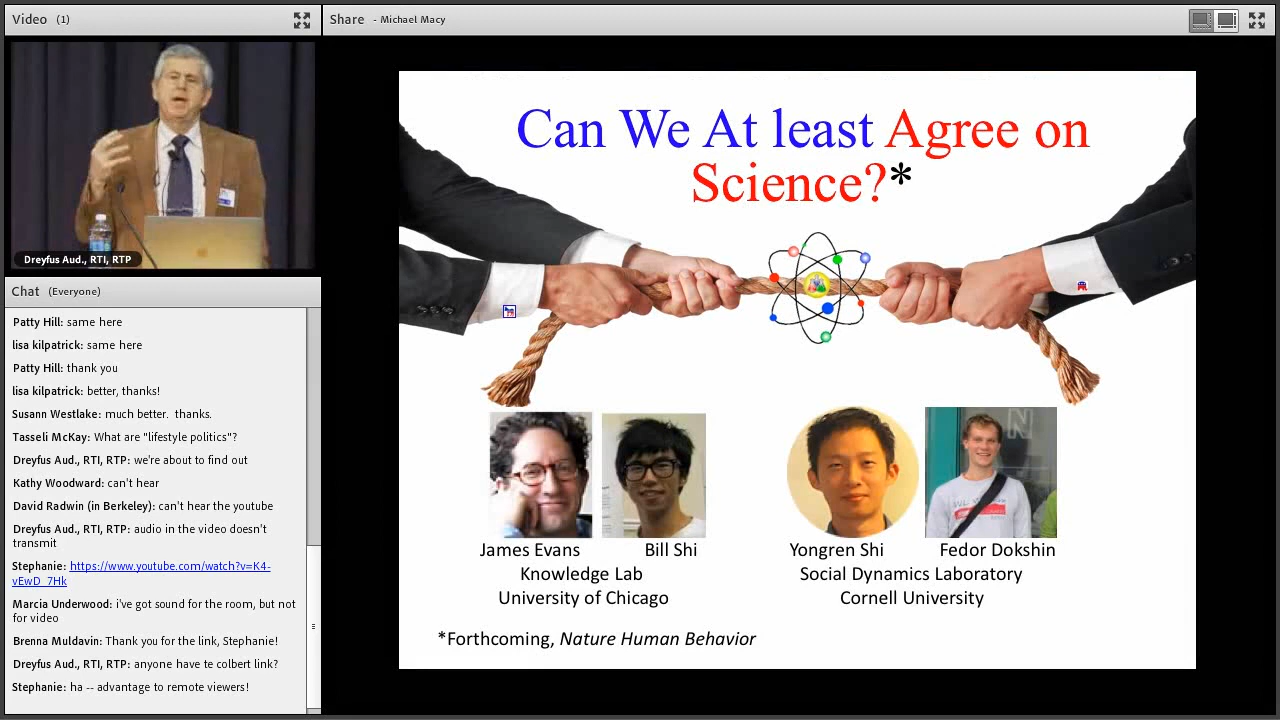 Video (1)
Share - Michael Macy
Dreyfus Aud., RTI, RTP
Chat (Everyone)
Patty Hill: same here
lisa kilpatrick: same here
Patty Hill: thank you
lisa kilpatrick: better, thanks!
Susann Westlake: much better. thanks.
Tasseli McKay: What are "lifestyle politics"?
Dreyfus Aud., RTI, RTP: we're about to find out
Kathy Woodward: can't hear
David Radwin (in Berkeley): can't hear the youtube
Dreyfus Aud., RTI, RTP: audio in the video doesn't
transmit
Stephanie: https://www.youtube.com/watch?v=K4-
vEwD_7Hk
Marcia Underwood: i've got sound for the room, but not
for video
Brenna Muldavin: Thank you for the link, Stephanie!
Dreyfus Aud., RTI, RTP: anyone have te colbert link?
Stephanie: ha -- advantage to remote viewers!
Can We At least Agree on
Science?*
James Evans
Bill Shi
Knowledge Lab
University of Chicago
Yongren Shi
Fedor Dokshin
Social Dynamics Laboratory
Cornell University
*Forthcoming, Nature Human Behavior